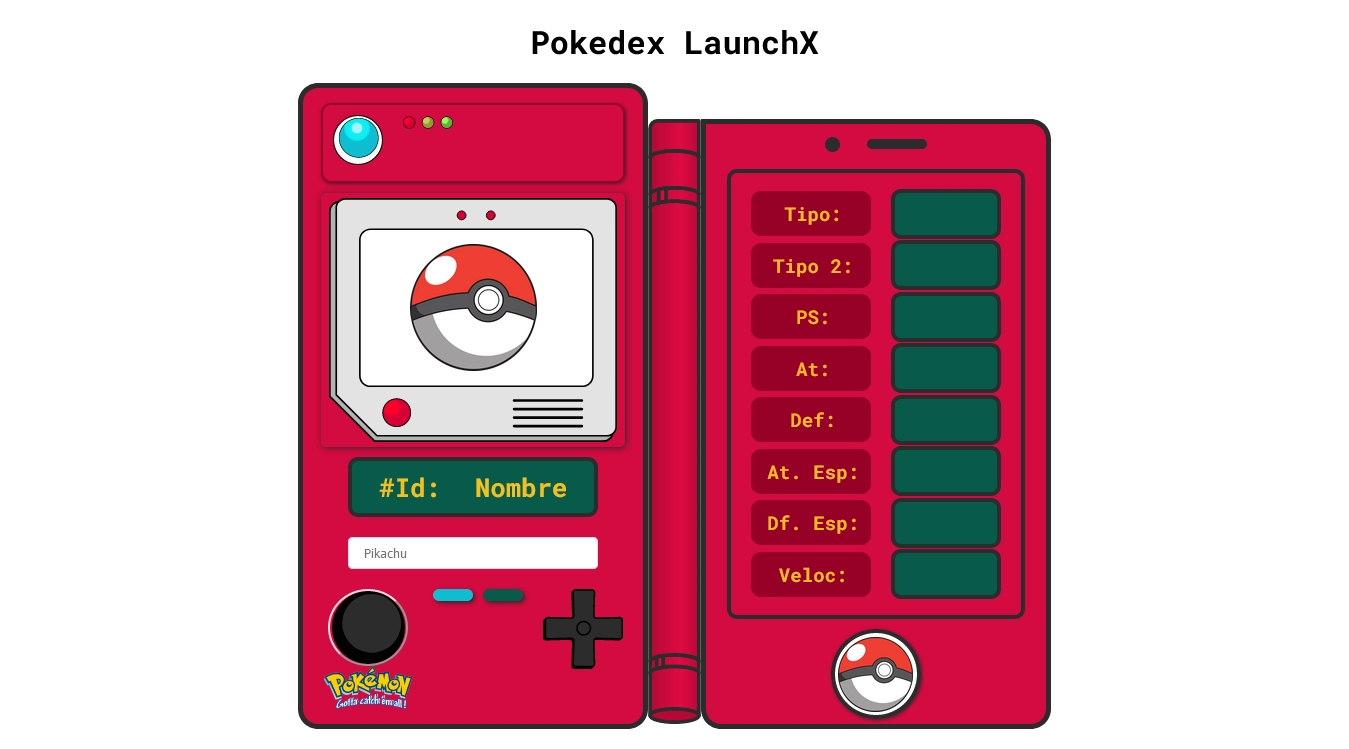 Pokedex LaunchX
#Id: Nombre
Pikachu
POKéMON
Gotta catch 'em all!
Tipo:
Tipo 2:
PS:
At:
Def:
At. Esp:
Df. Esp:
Veloc: